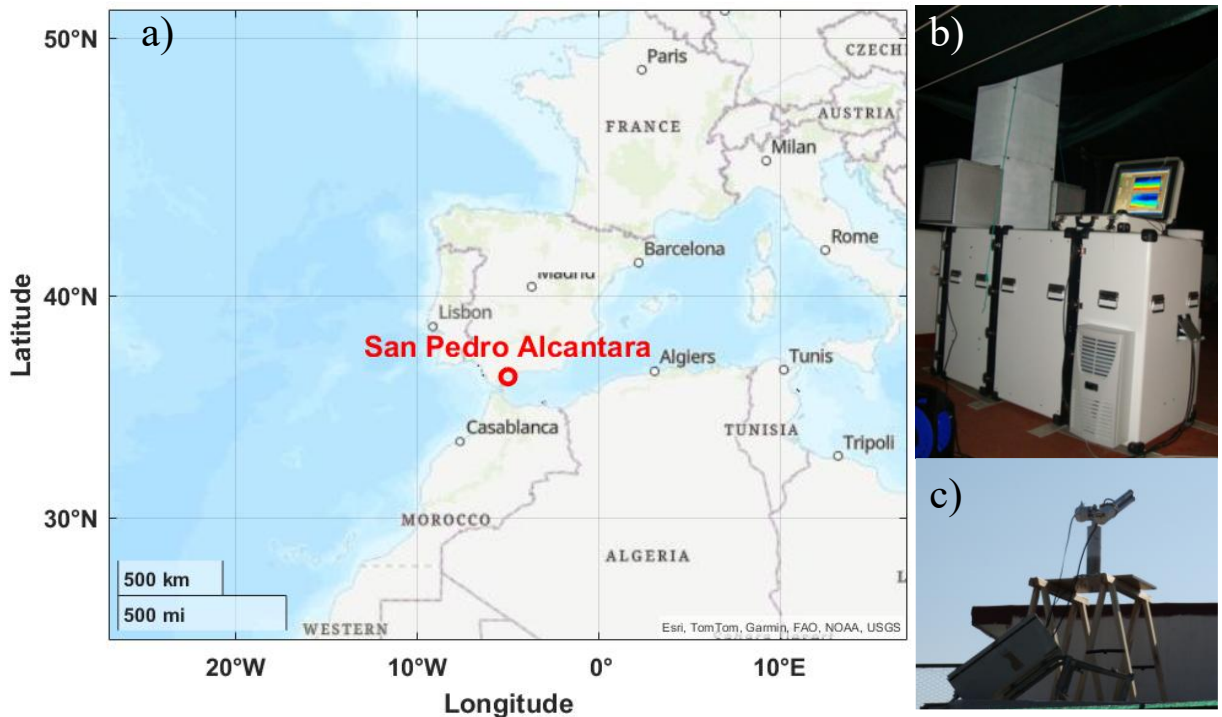 a)
50°N
40°N
30°N
Latitude
Paris
CZECH
FRANCE
AUSTRIA
Milan
Barcelona
Rome
Madrid
Lisbon
San Pedro Alcantara
Algiers
Tunis
Casablanca
TUNISIA
Tripoli
MOROCCO
ALGERIA
L
500 km
500 mi
WESTERN
Esri, TomTom, Garmin, FAO, NOAA, USGS
20°W
10°W
0°
10°E
Longitude
b)
c)